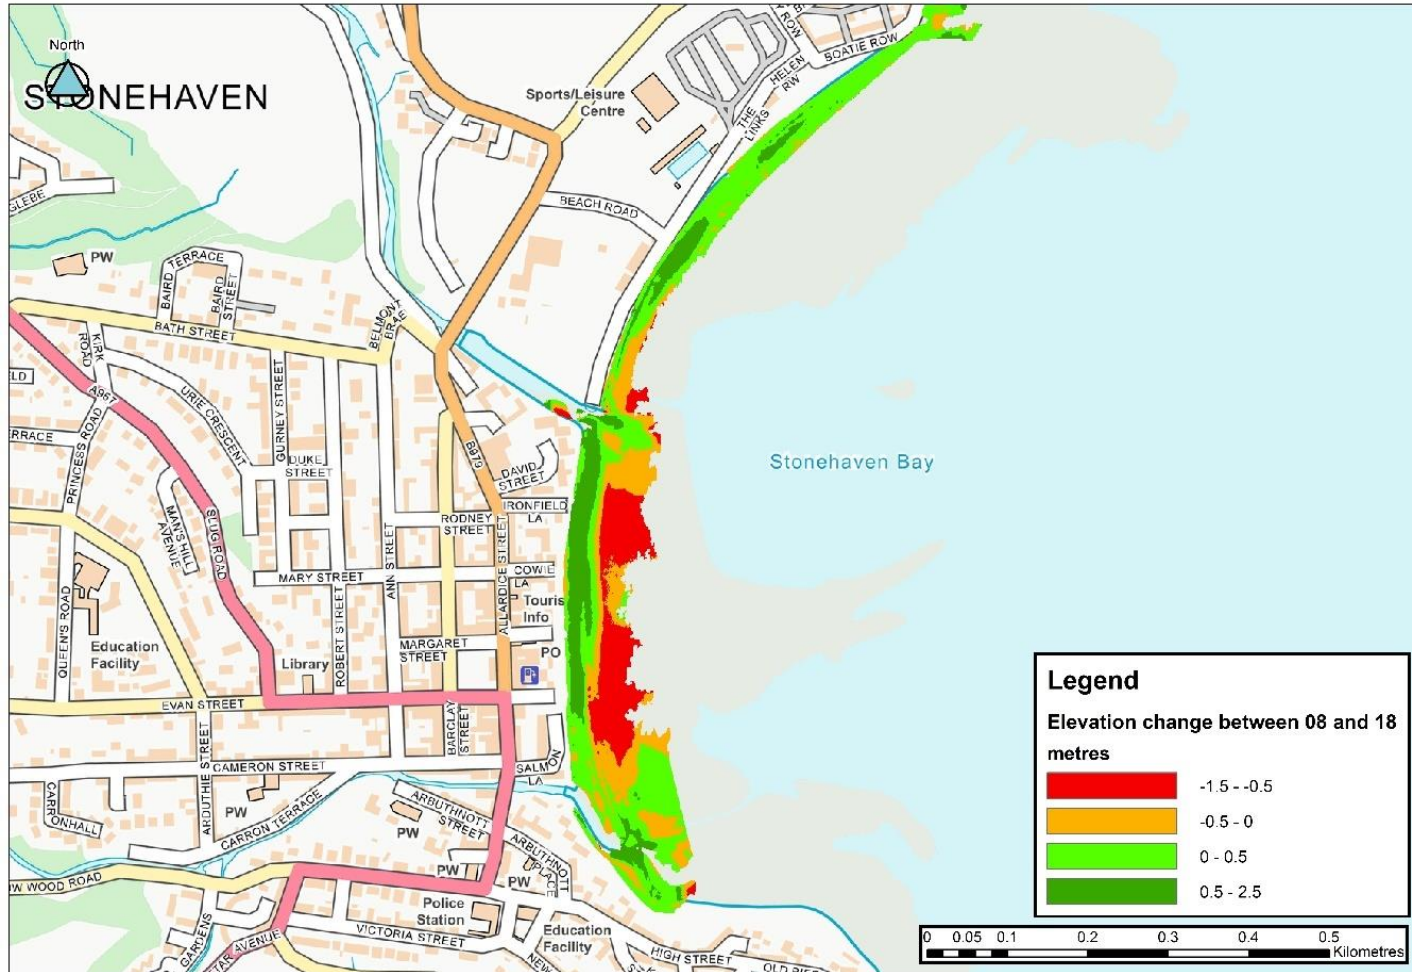 North
STONEHAVEN
ROW
BOATIE ROW
HELEN
RW
THE
LINKS
Sports/Leisure
Centre
GLEBE
BEACH ROAD
PW
BAIRD
TERRACE
BAIRD
STREET
BATH STREET
BELMONT
BRAE
KIRK
ROAD
A957
URIE CRESCENT
GURNEY STREET
PRINCESS ROAD
DUKE
STREET
B979
DAVID
STREET
IRONFIELD
LA
RODNEY
STREET
Stonehaven Bay
MAN'S HILL
AVENUE
SLUG ROAD
MARY STREET
ANN STREET
ALLARDICE STREET
COWIE
LA
Touris
Info
QUEEN'S ROAD
Education
Facility
ROBERT STREET
MARGARET
STREET
PO
Library
EVAN STREET
BARCLAY
STREET
ARDUTHIE STREET
CAMERON STREET
SALM
ON
LA
CARRONHALL
PW
CARRON TERRACE
ARBUTHNOTT
STREET
PW
ARBUTHNOTT
PLACE
PW
PW
OW WOOD ROAD
Police
Station
VICTORIA STREET
Education
Facility
GARDENS
AVENUE
HIGH STREET
NEW
Legend
Elevation change between 08 and 18
metres
-1.5 - -0.5
-0.5 - 0
0 - 0.5
0.5 - 2.5
0 0.05 0.1 0.2 0.3 0.4 0.5
Kilometres